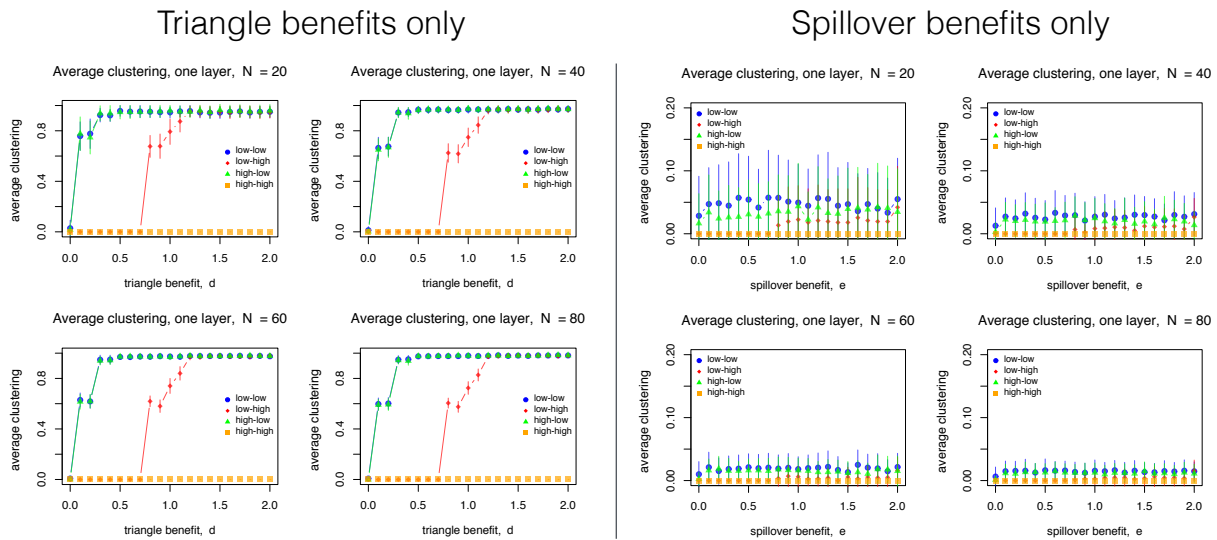 Triangle benefits only
Average clustering, one layer, N = 20
average clustering
0.0 0.4 0.8
low-low
low-high
high-low
high-high
0.0 0.5 1.0 1.5 2.0
triangle benefit, d
Average clustering, one layer, N = 40
average clustering
0.0 0.4 0.8
low-low
low-high
high-low
high-high
0.0 0.5 1.0 1.5 2.0
triangle benefit, d
Average clustering, one layer, N = 60
average clustering
0.0 0.4 0.8
low-low
low-high
high-low
high-high
0.0 0.5 1.0 1.5 2.0
triangle benefit, d
Average clustering, one layer, N = 80
average clustering
0.0 0.4 0.8
low-low
low-high
high-low
high-high
0.0 0.5 1.0 1.5 2.0
triangle benefit, d
Spillover benefits only
Average clustering, one layer, N = 20
average clustering
0.00 0.10 0.20
low-low
low-high
high-low
high-high
0.0 0.5 1.0 1.5 2.0
spillover benefit, e
Average clustering, one layer, N = 40
average clustering
0.00 0.10 0.20
low-low
low-high
high-low
high-high
0.0 0.5 1.0 1.5 2.0
spillover benefit, e
Average clustering, one layer, N = 60
average clustering
0.00 0.10 0.20
low-low
low-high
high-low
high-high
0.0 0.5 1.0 1.5 2.0
spillover benefit, e
Average clustering, one layer, N = 80
average clustering
0.00 0.10 0.20
low-low
low-high
high-low
high-high
0.0 0.5 1.0 1.5 2.0
spillover benefit, e